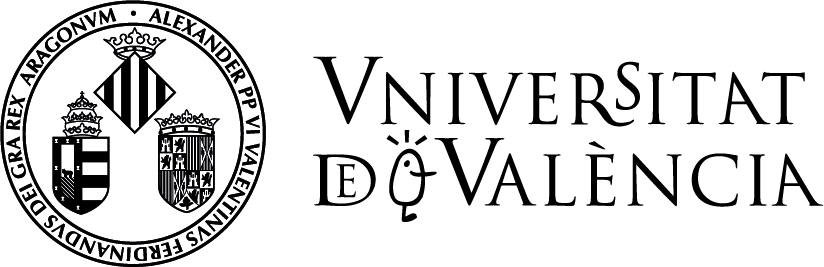 ALEXANDER PP VI VALENTINVS FERDINANDVS DEI GRA REX ARAGONVM ·
VNIVERSITAT
DE VALÈNCIA